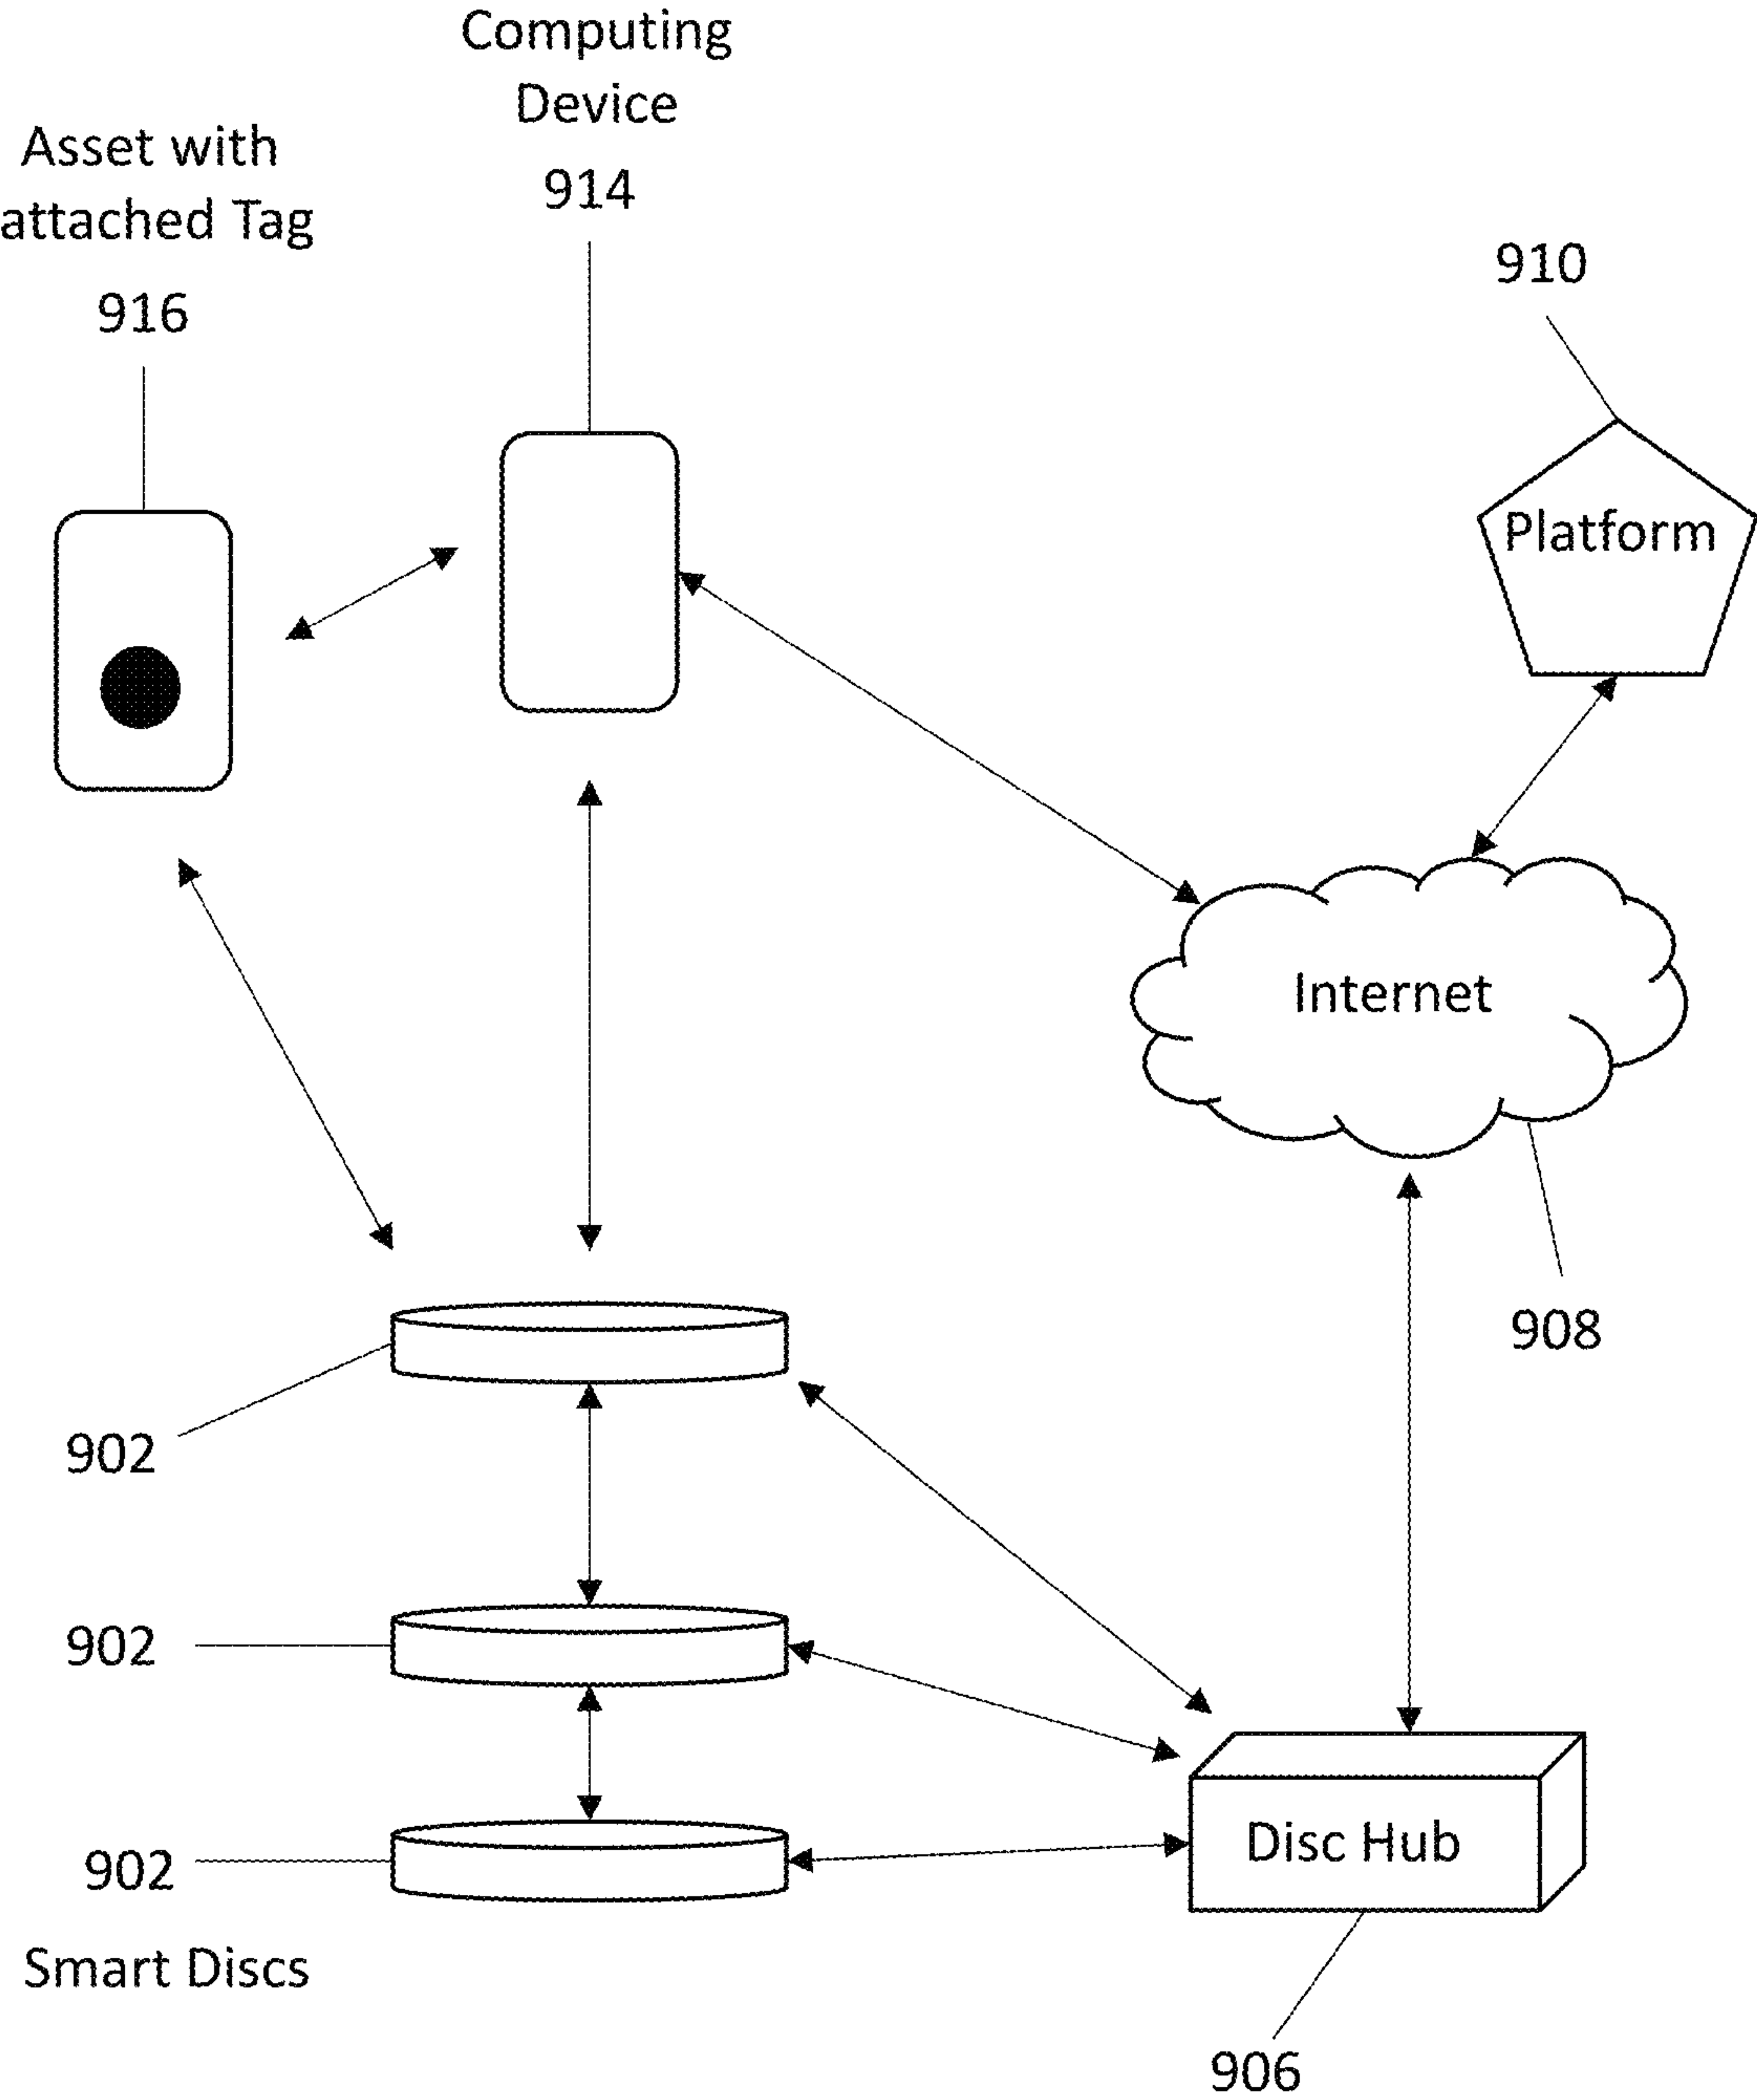 Computing
Device
914
Asset with
attached Tag
916
910
Platform
Internet
908
902
902
902
Smart Discs
Disc Hub
906